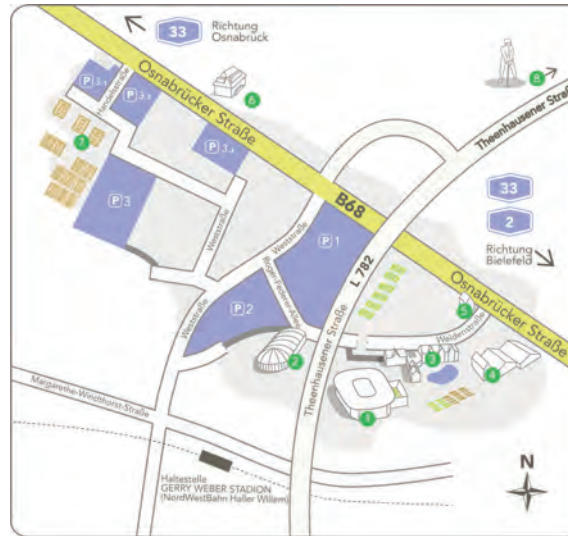 33
Richtung
Osnabrück
P 3.1
Handelsstraße
P 3.3
Osnabrücker Straße
6
8
Theenhausener Straße
7
P 3.4
P 3
Weststraße
Weststraße
P 1
B68
33
2
Richtung
Bielefeld
Roger-Federer-Allee
L 782
Osnabrücker Straße
Weststraße
P 2
5
Weidenstraße
2
3
4
Theenhausener Straße
1
Margarethe-Windthorst-Straße
Haltestelle
GERRY WEBER STADION
(NordWestBahn Haller Willem)
N